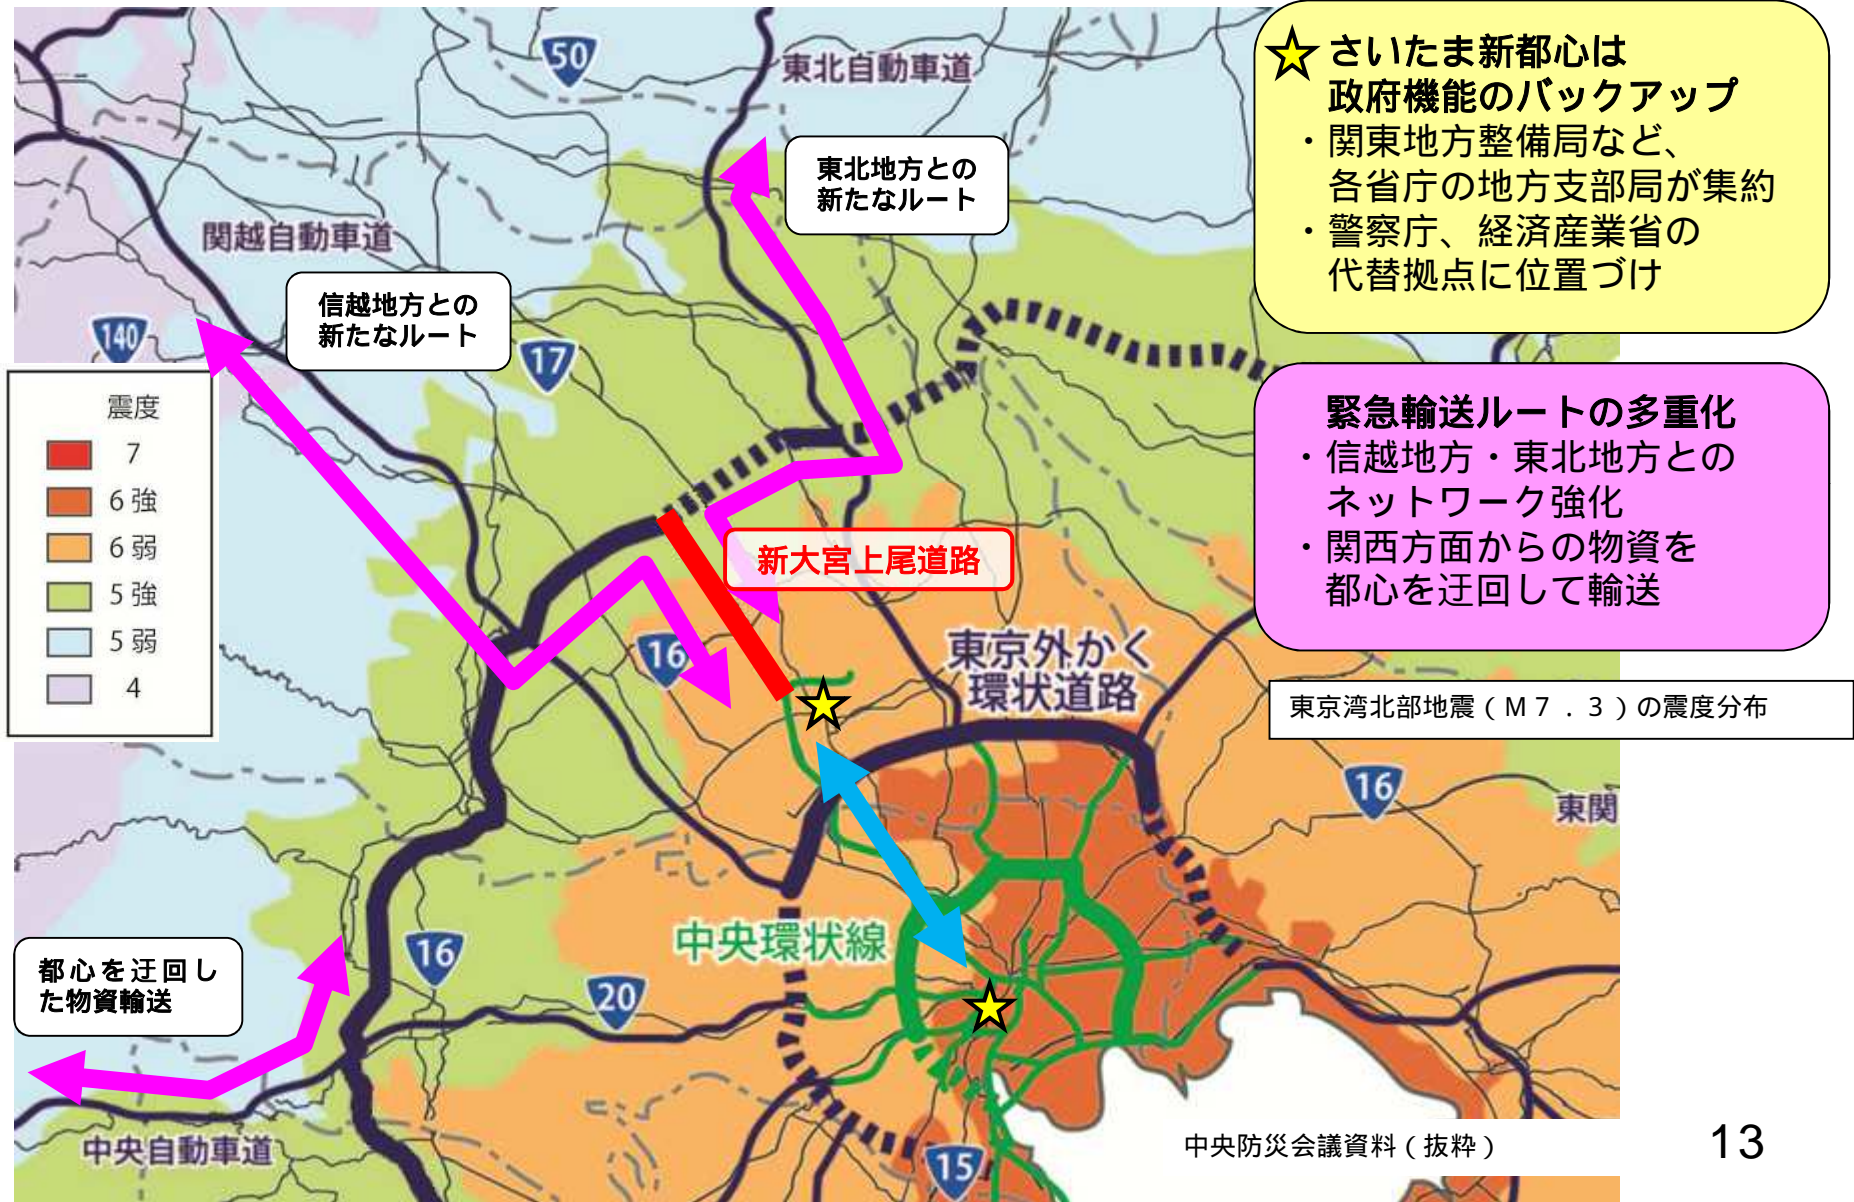 50
東北自動車道
☆さいたま新都心は
政府機能のバックアップ
・関東地方整備局など、
各省庁の地方支部局が集約
・警察庁、経済産業省の
代替拠点に位置づけ
東北地方との
新たなルート
関越自動車道
信越地方との
新たなルート
140
17
震度
7
6強
6弱
5強
5弱
4
緊急輸送ルートの多重化
・信越地方・東北地方との
ネットワーク強化
・関西方面からの物資を
都心を迂回して輸送
新大宮上尾道路
16
東京外かく
環状道路
東京湾北部地震(M7.3)の震度分布
16
東関
中央環状線
都心を迂回し
た物資輸送
16
20
中央自動車道
15
中央防災会議資料(抜粋)
13